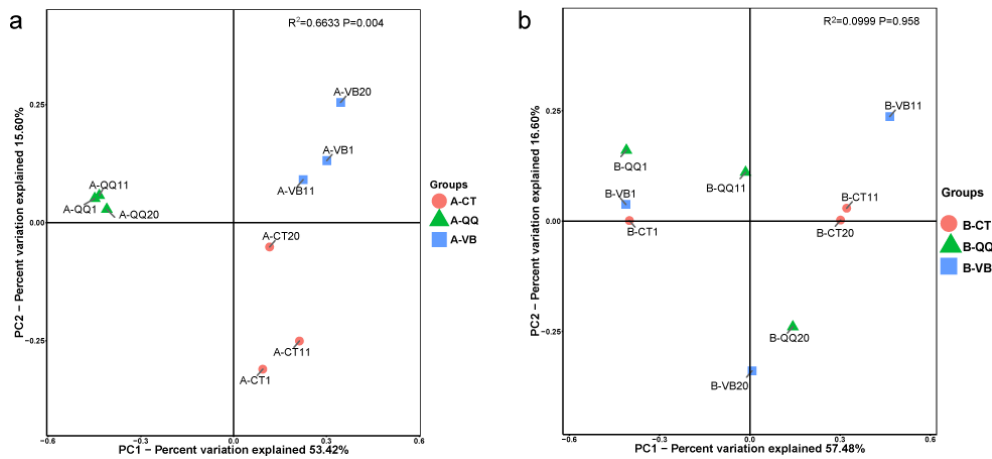 a
R²=0.6633 P=0.004
PC2 − Percent variation explained 15.60%
0.25
0.00
−0.25
A-VB20
A-VB1
A-VB11
A-QQ11
A-QQ1
A-QQ20
A-CT20
A-CT11
A-CT1
−0.6
−0.3
0.0
0.3
0.6
PC1 − Percent variation explained 53.42%
Groups
A-CT
A-QQ
A-VB
b
R²=0.0999 P=0.958
PC2 − Percent variation explained 16.60%
0.25
0.00
−0.25
B-VB11
B-QQ1
B-QQ11
B-VB1
B-CT11
B-CT1
B-CT20
B-QQ20
B-VB20
−0.6
−0.3
0.0
0.3
0.6
PC1 − Percent variation explained 57.48%
Groups
B-CT
B-QQ
B-VB